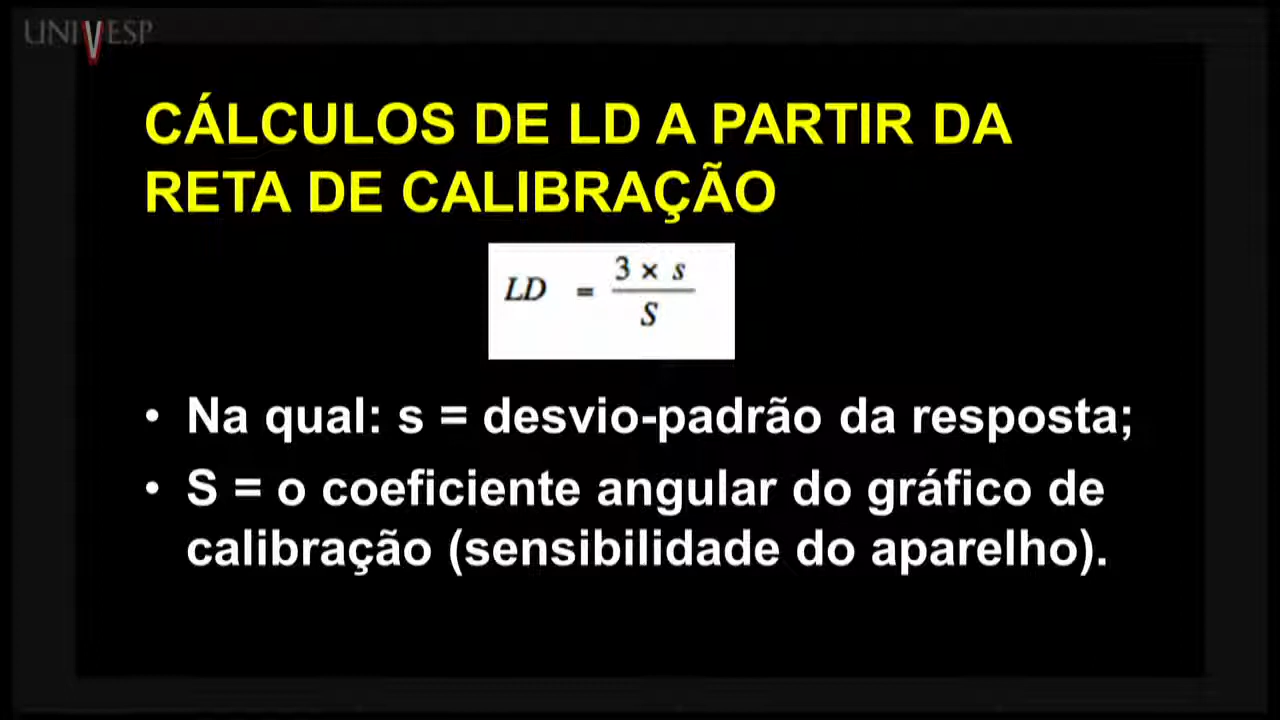 UNIVESP
CÁLCULOS DE LD A PARTIR DA
RETA DE CALIBRAÇÃO
LD = 3 × s / S
• Na qual: s = desvio-padrão da resposta;
• S = o coeficiente angular do gráfico de
calibração (sensibilidade do aparelho).